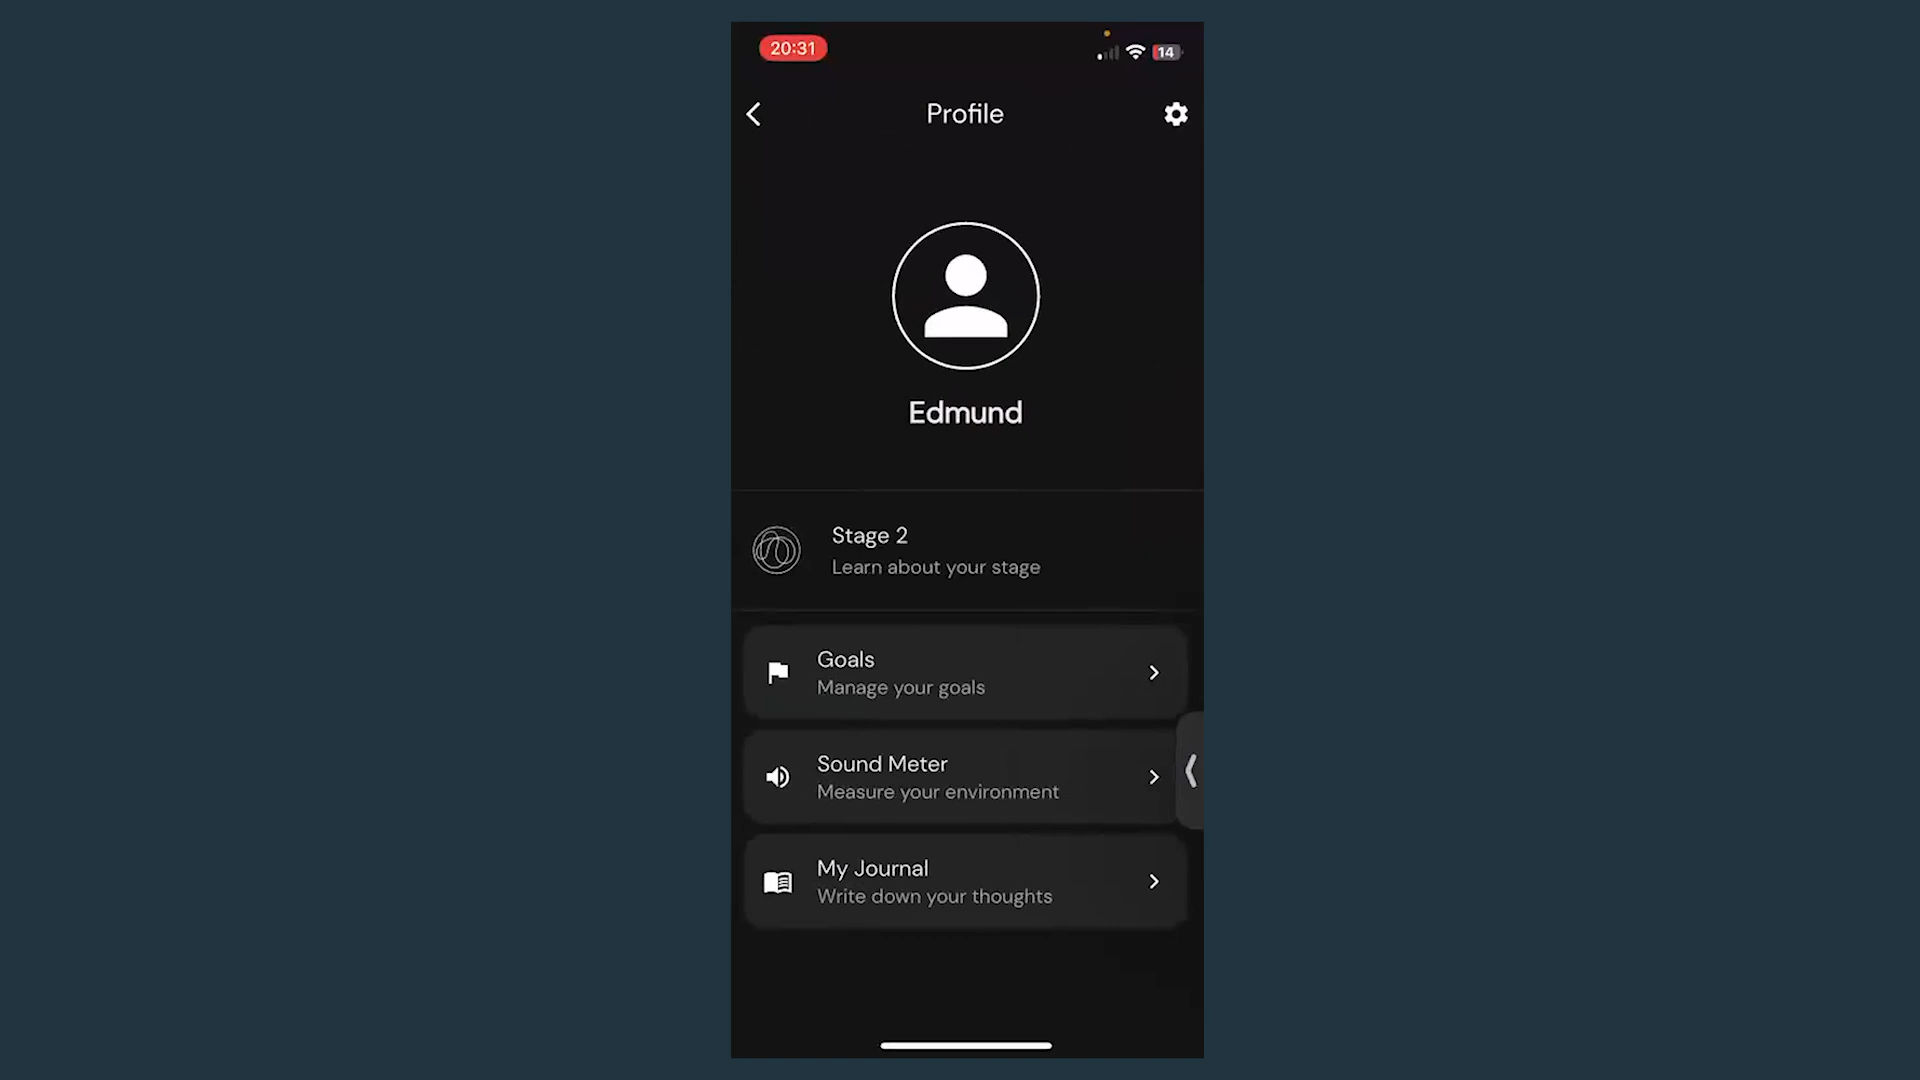 20:31
14
Profile
Edmund
Stage 2
Learn about your stage
Goals
Manage your goals
Sound Meter
Measure your environment
My Journal
Write down your thoughts